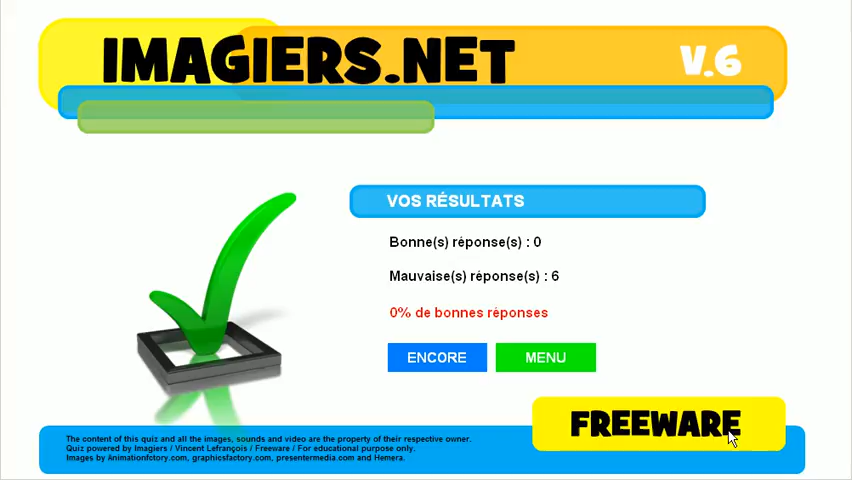 IMAGIERS.NET
V.6
VOS RÉSULTATS
Bonne(s) réponse(s) : 0
Mauvaise(s) réponse(s) : 6
0% de bonnes réponses
ENCORE
MENU
FREEWARE
The content of this quiz and all the images, sounds and video are the property of their respective owner.
Quiz powered by Imagiers / Vincent Lefrançois / Freeware / For educational purpose only.
Images by Animationfctory.com, graphicsfactory.com, presentermedia.com and Hemera.